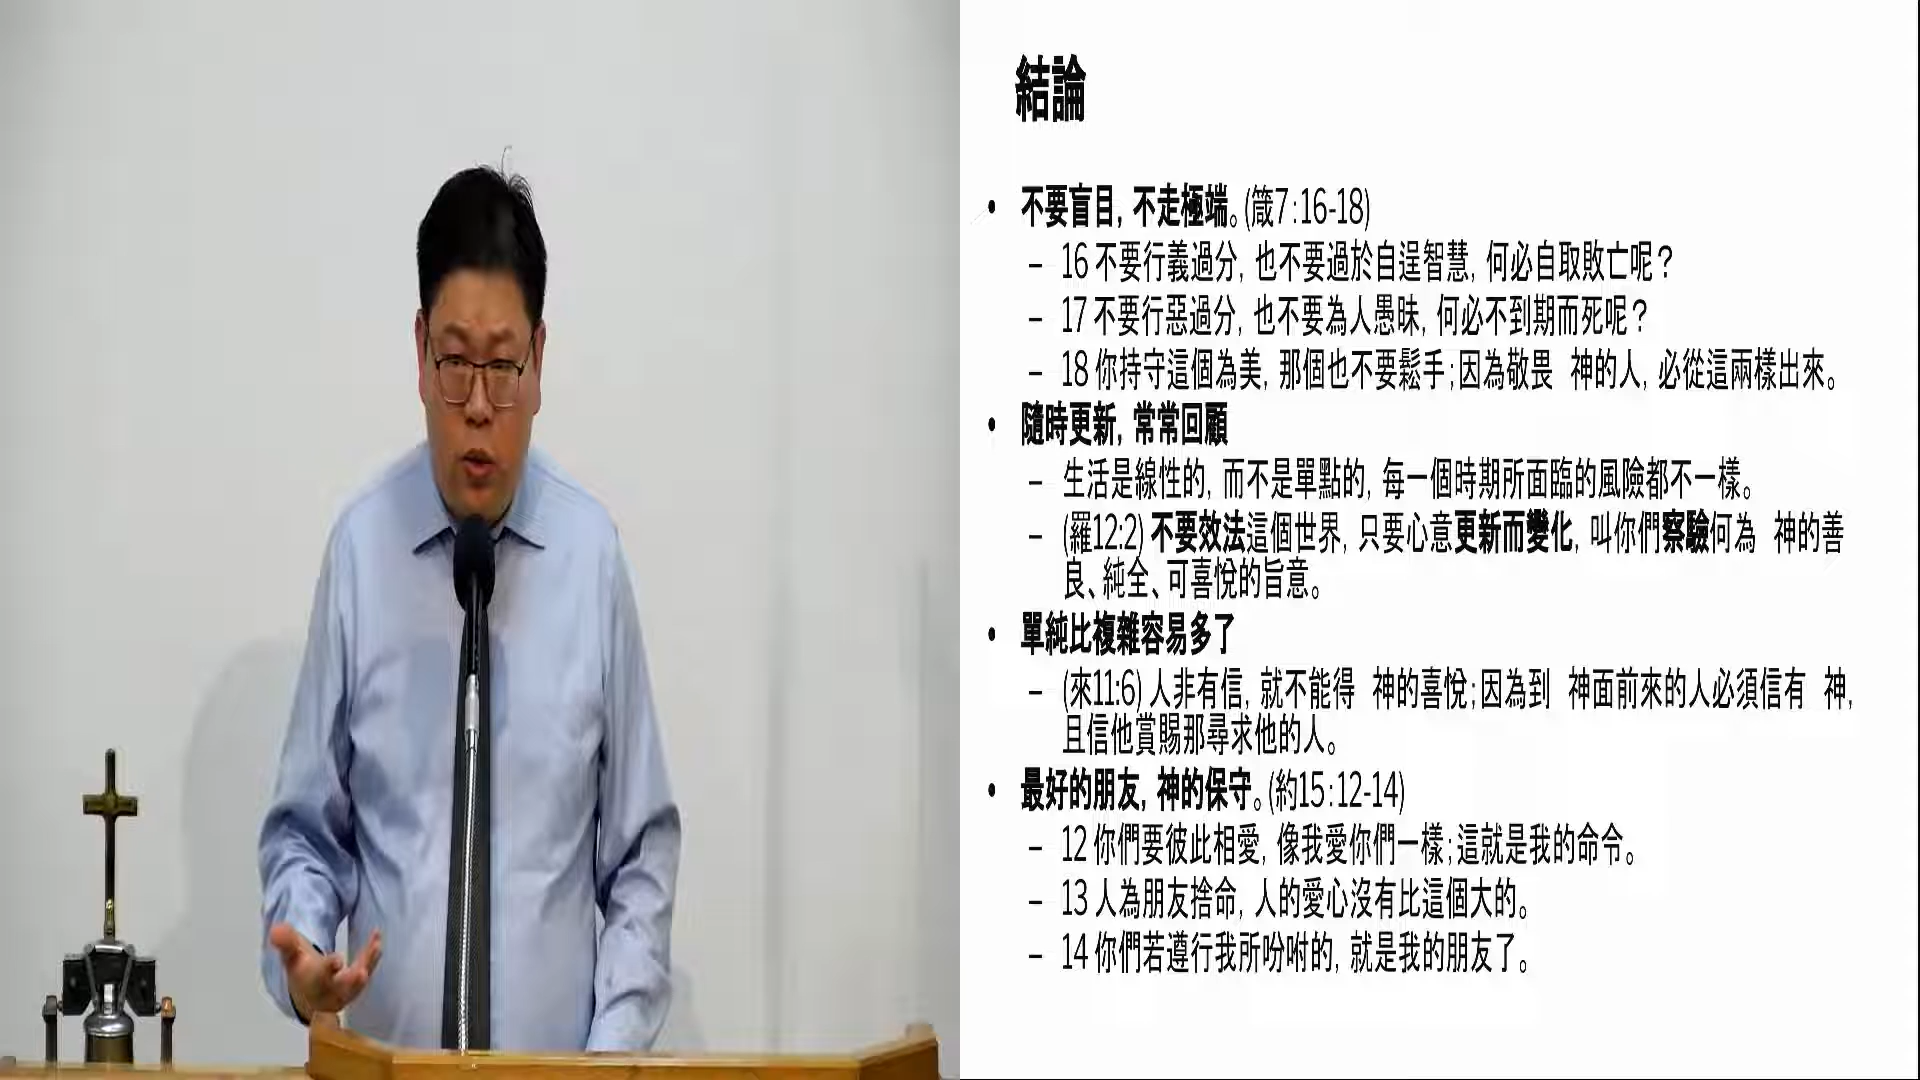 結論
• 不要盲目, 不走極端。(箴7:16-18)
– 16 不要行義過分, 也不要過於自逞智慧, 何必自取敗亡呢?
– 17 不要行惡過分, 也不要為人愚昧, 何必不到期而死呢?
– 18 你持守這個為美, 那個也不要鬆手;因為敬畏 神的人, 必從這兩樣出來。
• 隨時更新, 常常回顧
– 生活是線性的, 而不是單點的, 每一個時期所面臨的風險都不一樣。
– (羅12:2) 不要效法這個世界, 只要心意更新而變化, 叫你們察驗何為 神的善
良、純全、可喜悅的旨意。
• 單純比複雜容易多了
– (來11:6) 人非有信, 就不能得 神的喜悅;因為到 神面前來的人必須信有 神,
且信他賞賜那尋求他的人。
• 最好的朋友, 神的保守。(約15:12-14)
– 12 你們要彼此相愛, 像我愛你們一樣;這就是我的命令。
– 13 人為朋友捨命, 人的愛心沒有比這個大的。
– 14 你們若遵行我所吩咐的, 就是我的朋友了。